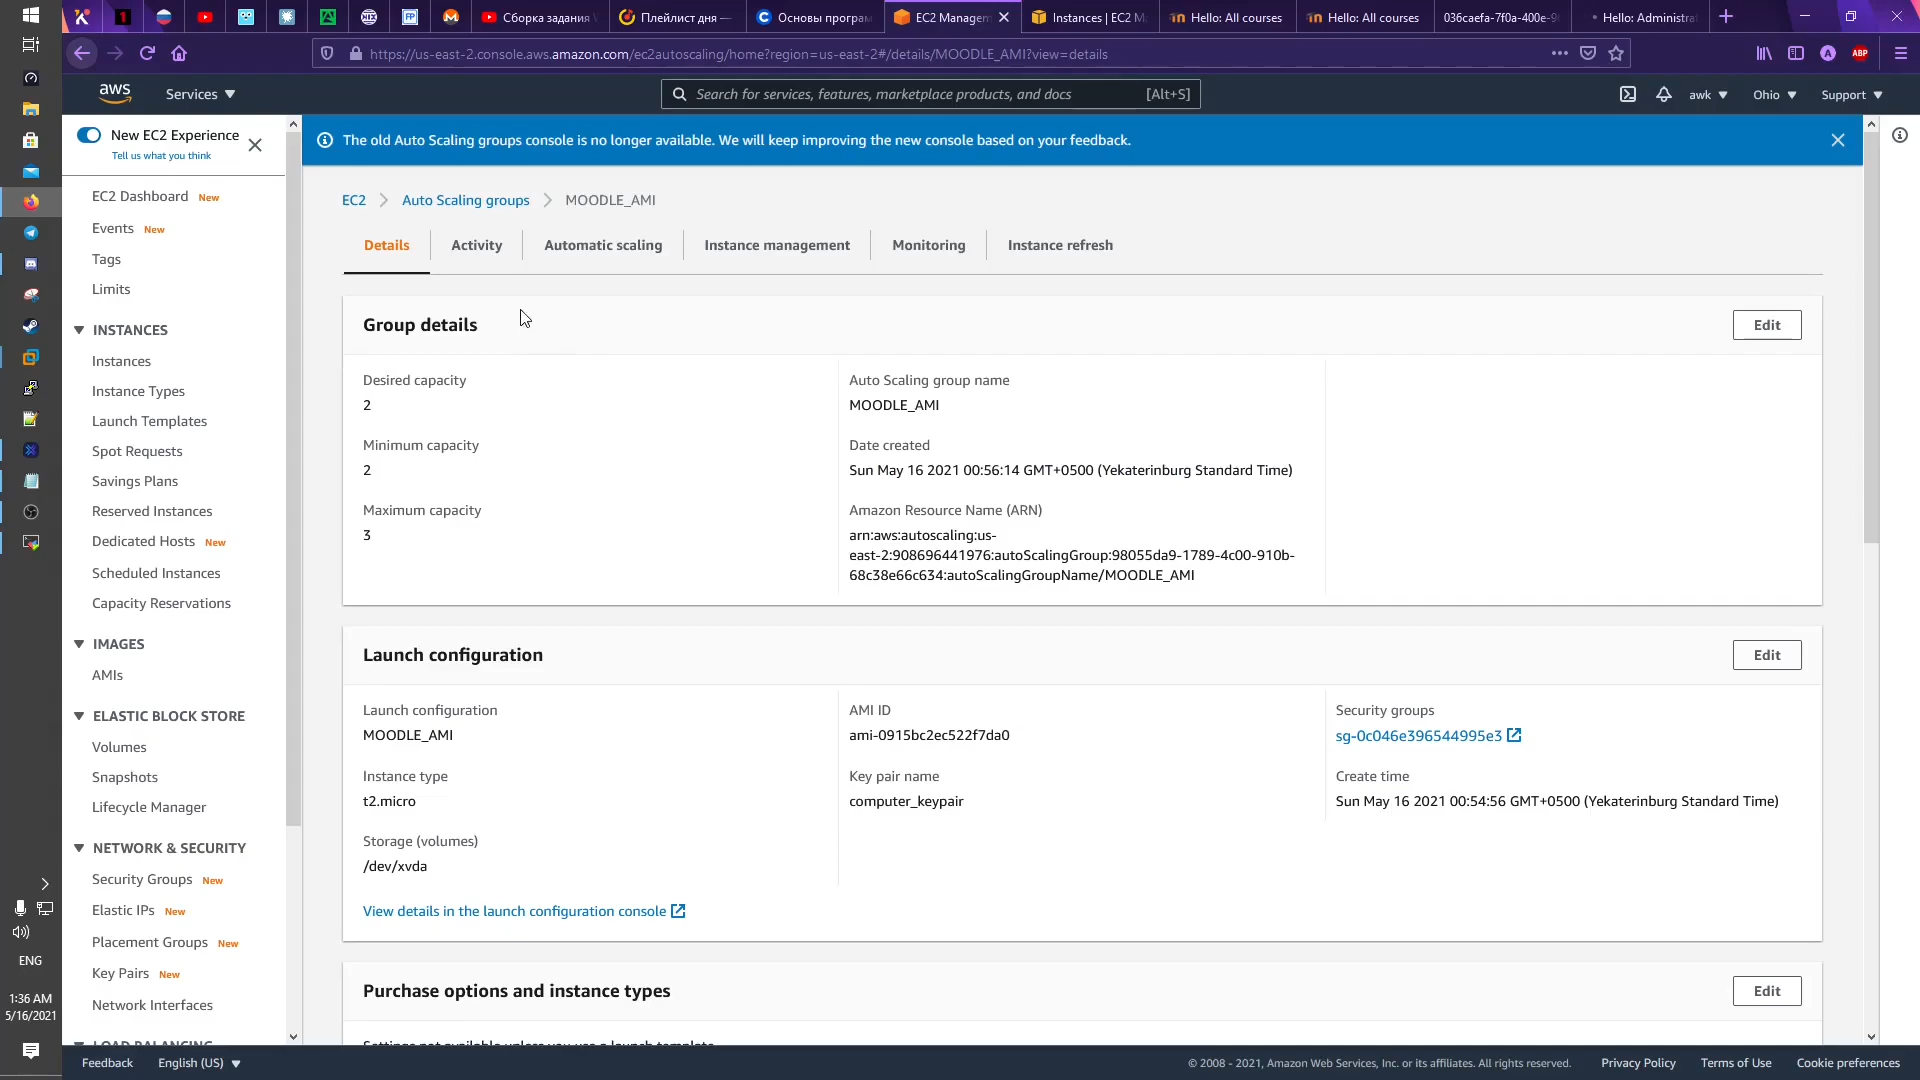 Сборка задания
Плейлист дня —
Основы програм
EC2 Managem
Instances | EC2 M
Hello: All courses
Hello: All courses
036caefa-7f0a-400e-9
Hello: Administra
https://us-east-2.console.aws.amazon.com/ec2autoscaling/home?region=us-east-2#/details/MOODLE_AMI?view=details
ABP
aws
Services
Search for services, features, marketplace products, and docs
[Alt+S]
awk
Ohio
Support
New EC2 Experience
Tell us what you think
The old Auto Scaling groups console is no longer available. We will keep improving the new console based on your feedback.
EC2 Dashboard New
Events New
Tags
Limits
INSTANCES
Instances
Instance Types
Launch Templates
Spot Requests
Savings Plans
Reserved Instances
Dedicated Hosts New
Scheduled Instances
Capacity Reservations
IMAGES
AMIs
ELASTIC BLOCK STORE
Volumes
Snapshots
Lifecycle Manager
NETWORK & SECURITY
Security Groups New
Elastic IPs New
Placement Groups New
Key Pairs New
Network Interfaces
LOAD BALANCING
EC2
Auto Scaling groups
MOODLE_AMI
Details
Activity
Automatic scaling
Instance management
Monitoring
Instance refresh
Group details
Edit
Desired capacity
2
Minimum capacity
2
Maximum capacity
3
Auto Scaling group name
MOODLE_AMI
Date created
Sun May 16 2021 00:56:14 GMT+0500 (Yekaterinburg Standard Time)
Amazon Resource Name (ARN)
arn:aws:autoscaling:us-
east-2:908696441976:autoScalingGroup:98055da9-1789-4c00-910b-
68c38e66c634:autoScalingGroupName/MOODLE_AMI
Launch configuration
Edit
Launch configuration
MOODLE_AMI
Instance type
t2.micro
Storage (volumes)
/dev/xvda
View details in the launch configuration console
AMI ID
ami-0915bc2ec522f7da0
Key pair name
computer_keypair
Security groups
sg-0c046e396544995e3
Create time
Sun May 16 2021 00:54:56 GMT+0500 (Yekaterinburg Standard Time)
Purchase options and instance types
Edit
Settings not available unless you use a launch template
ENG
1:36 AM
5/16/2021
Feedback
English (US)
© 2008 - 2021, Amazon Web Services, Inc. or its affiliates. All rights reserved.
Privacy Policy
Terms of Use
Cookie preferences